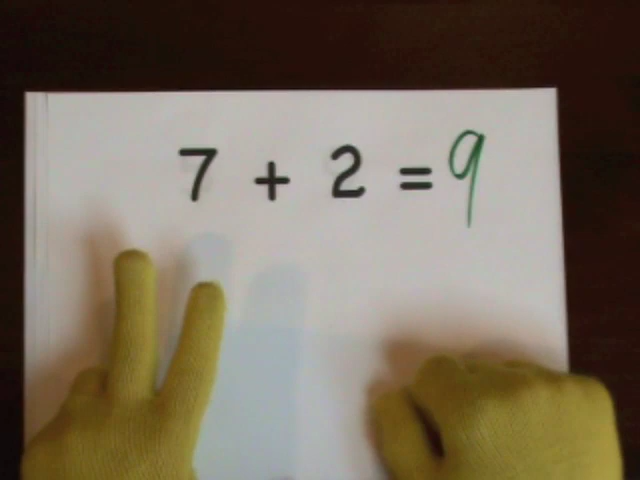 7 + 2 = 9